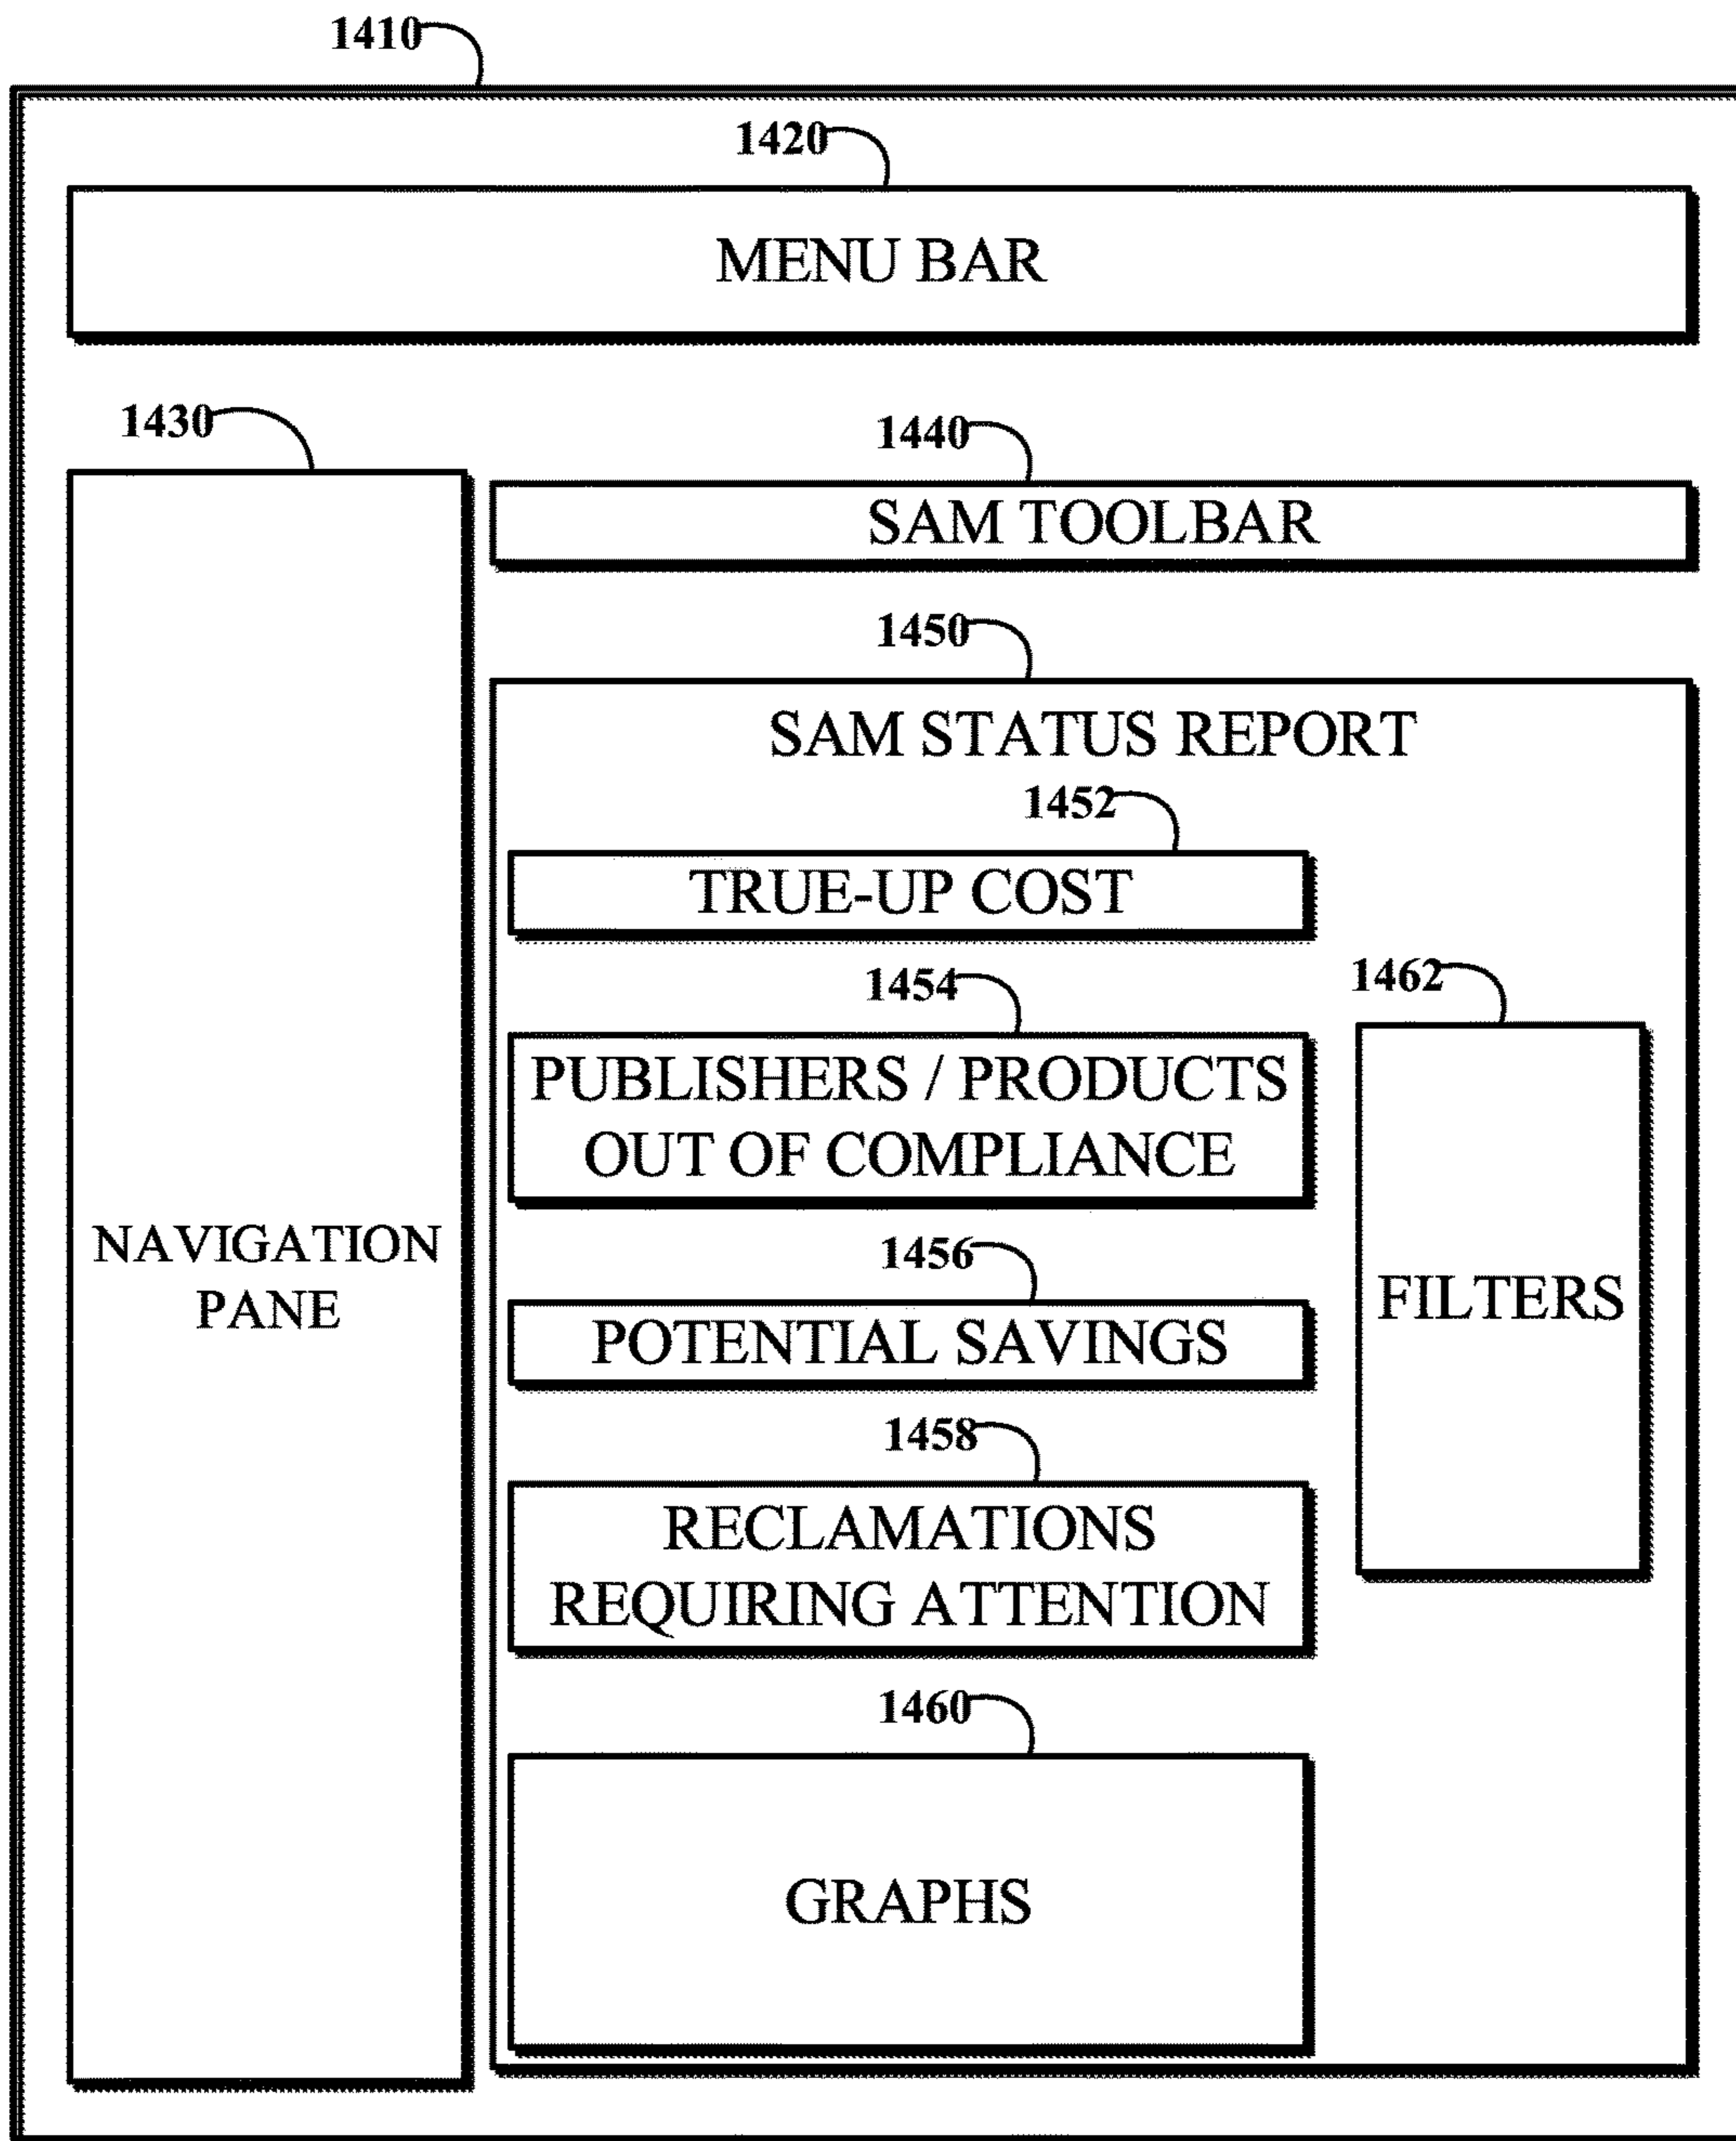 1410
1420
MENU BAR
1430
1440
SAM TOOLBAR
1450
SAM STATUS REPORT
1452
TRUE-UP COST
1454
1462
PUBLISHERS / PRODUCTS
OUT OF COMPLIANCE
NAVIGATION
PANE
1456
FILTERS
POTENTIAL SAVINGS
1458
RECLAMATIONS
REQUIRING ATTENTION
1460
GRAPHS